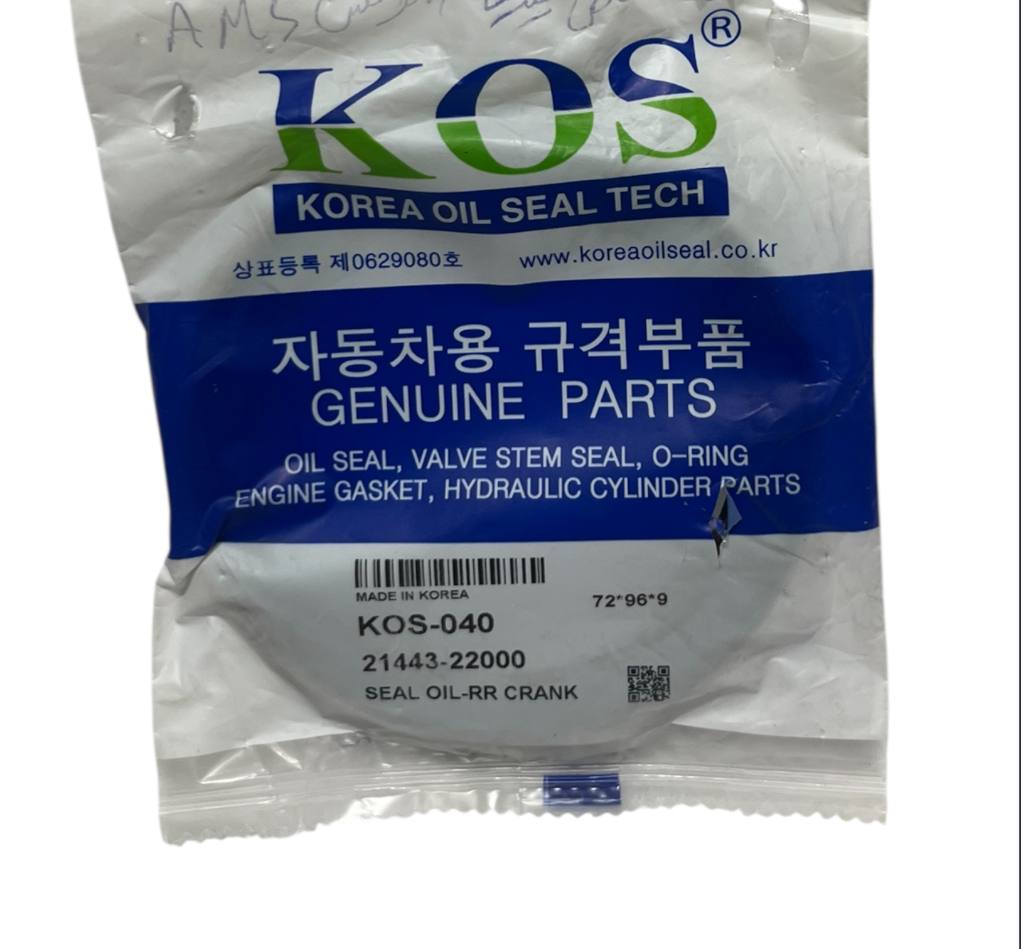 AMS
KOS®
KOREA OIL SEAL TECH
상표등록 제0629080호 www.koreaoilseal.co.kr
자동차용 규격부품
GENUINE PARTS
OIL SEAL, VALVE STEM SEAL, O-RING
ENGINE GASKET, HYDRAULIC CYLINDER PARTS
MADE IN KOREA
72*96*9
KOS-040
21443-22000
SEAL OIL-RR CRANK